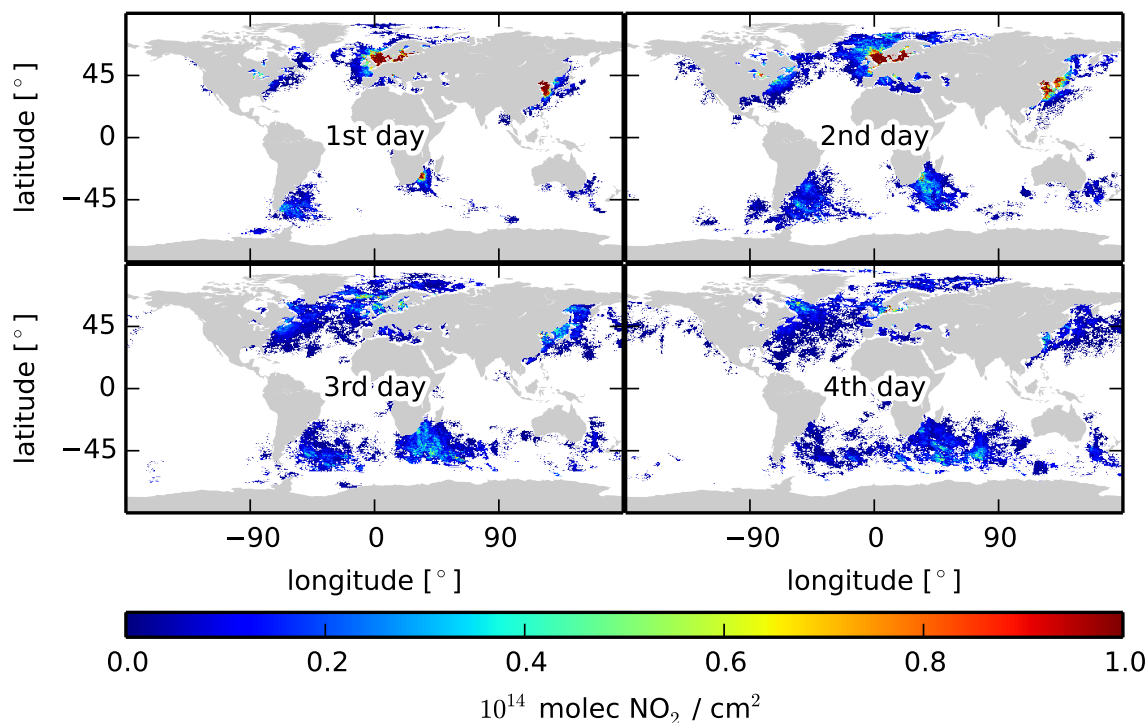 latitude [°]
45
0
−45
1st day
2nd day
latitude [°]
45
0
−45
3rd day
4th day
−90
0
90
−90
0
90
longitude [°]
longitude [°]
0.0
0.2
0.4
0.6
0.8
1.0
10¹⁴ molec NO₂ / cm²